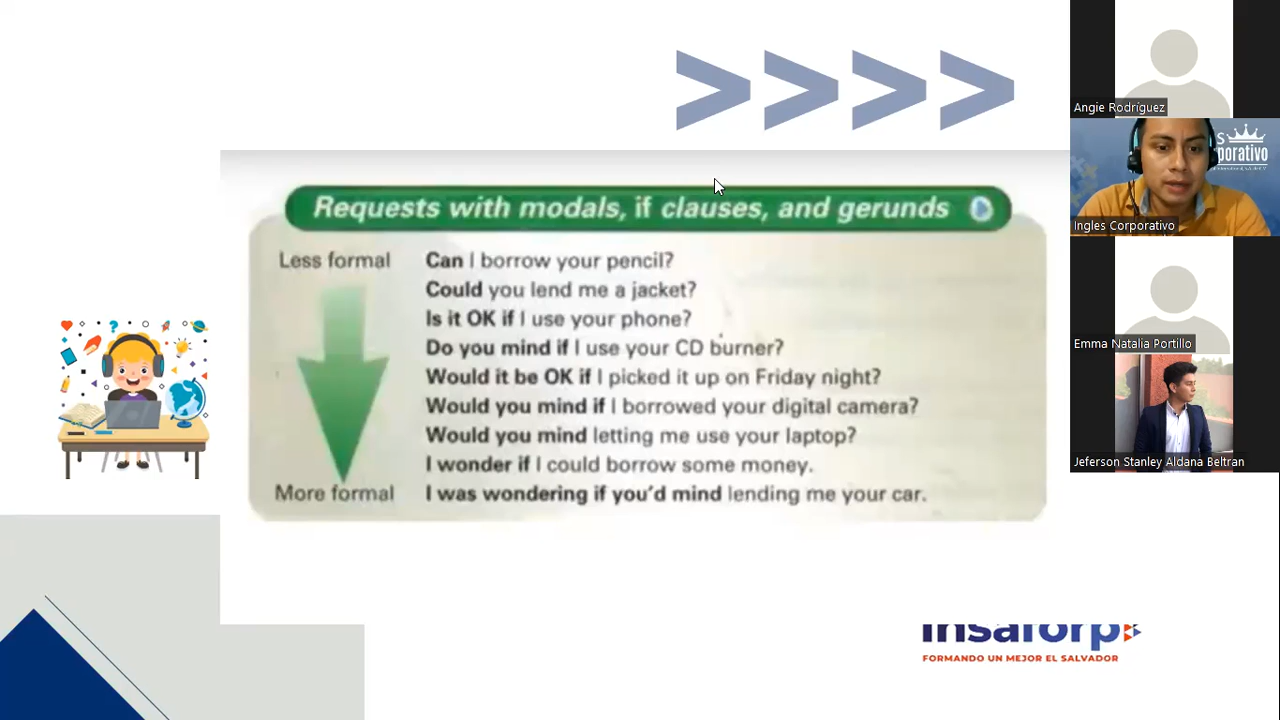 >>>>
Requests with modals, if clauses, and gerunds
Less formal
Can I borrow your pencil?
Could you lend me a jacket?
Is it OK if I use your phone?
Do you mind if I use your CD burner?
Would it be OK if I picked it up on Friday night?
Would you mind if I borrowed your digital camera?
Would you mind letting me use your laptop?
I wonder if I could borrow some money.
More formal
I was wondering if you'd mind lending me your car.
Insaforp
FORMANDO UN MEJOR EL SALVADOR
Angie Rodríguez
Ingles Corporativo
Emma Natalia Portillo
Jeferson Stanley Aldana Beltran